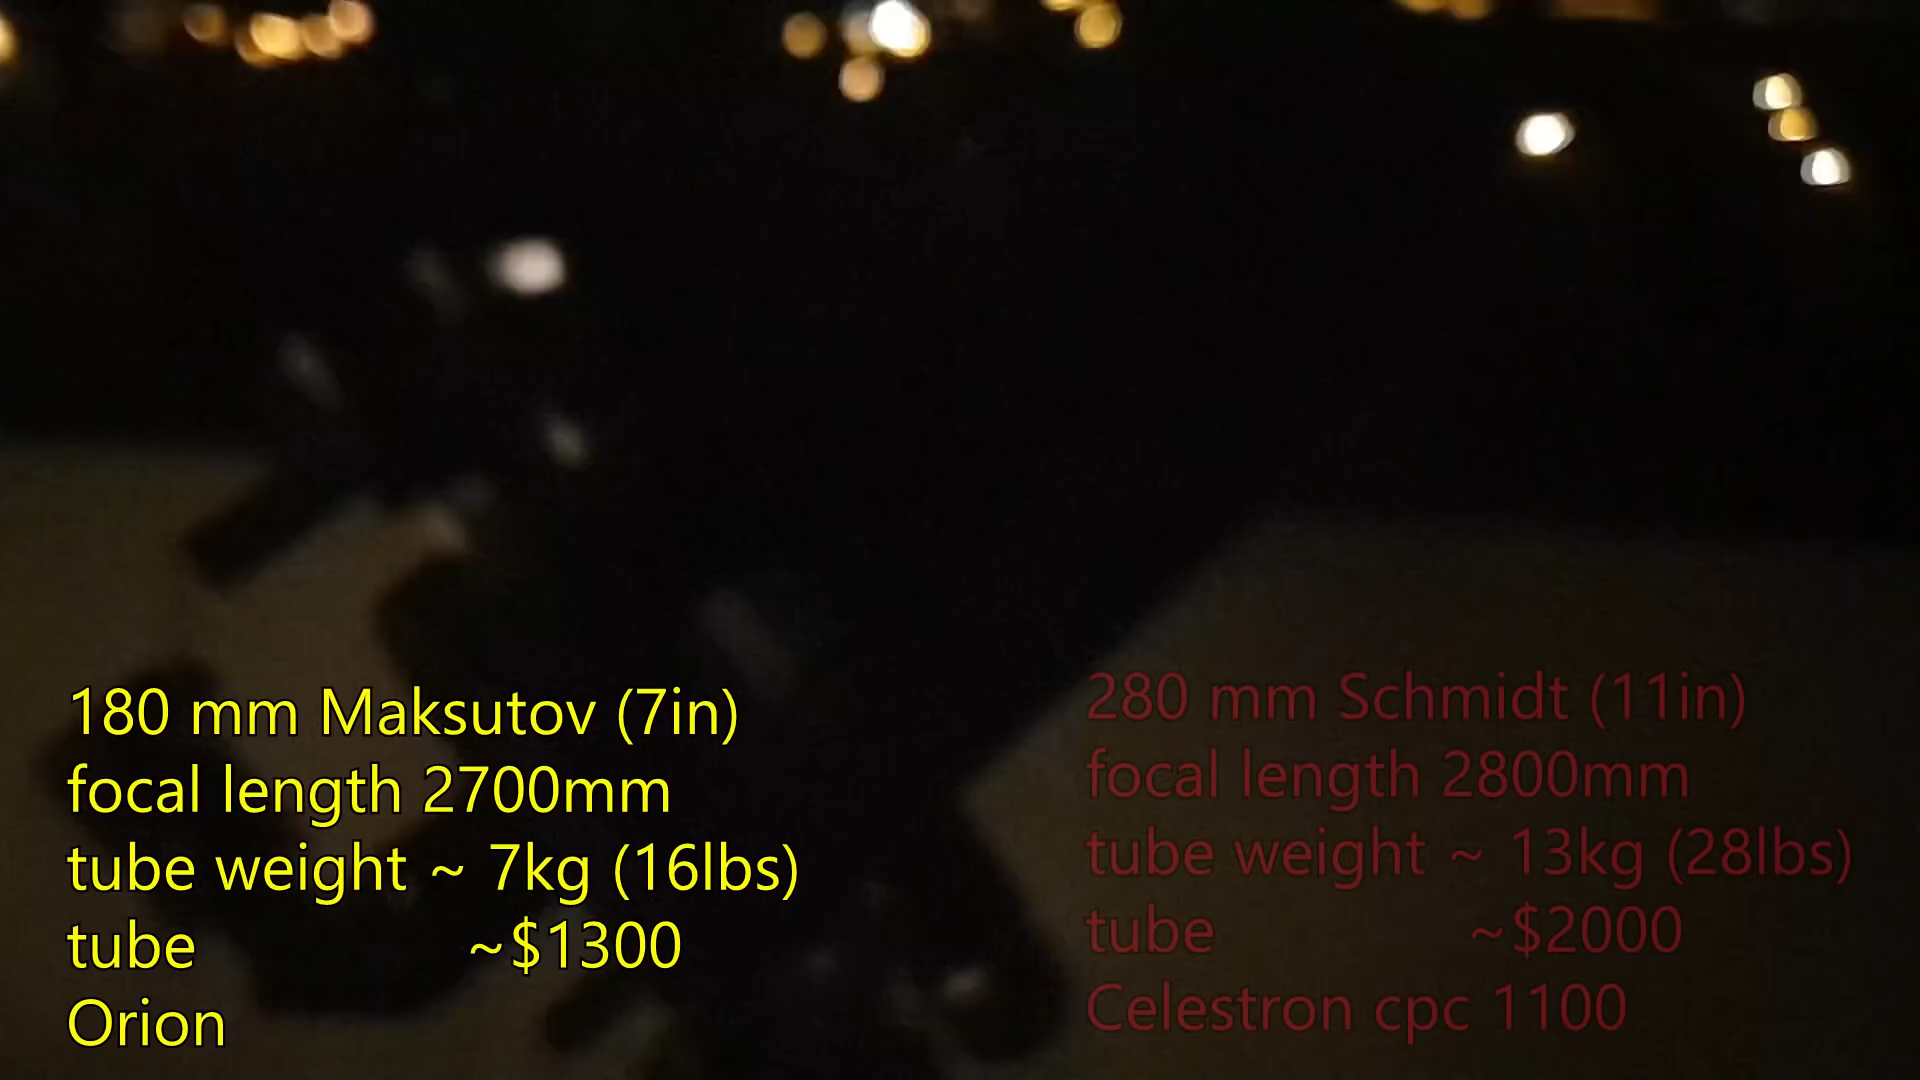 180 mm Maksutov (7in)
focal length 2700mm
tube weight ~ 7kg (16lbs)
tube ~$1300
Orion
280 mm Schmidt (11in)
focal length 2800mm
tube weight ~ 13kg (28lbs)
tube ~$2000
Celestron cpc 1100